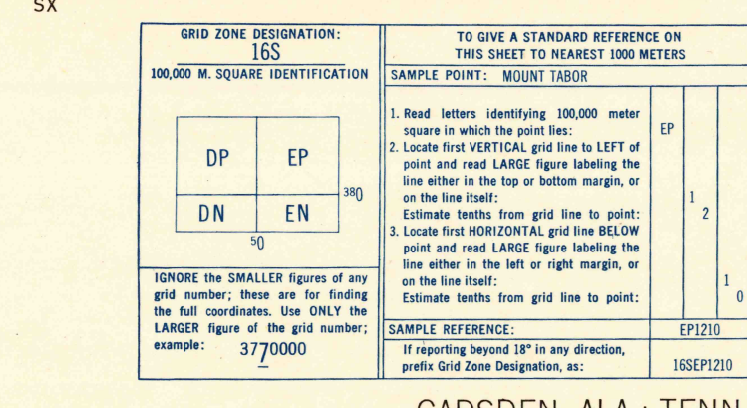 SX
GRID ZONE DESIGNATION:
16S
100,000 M. SQUARE IDENTIFICATION
DP EP
380
DN EN
50
IGNORE the SMALLER figures of any
grid number; these are for finding
the full coordinates. Use ONLY the
LARGER figure of the grid number;
example: 3770000
TO GIVE A STANDARD REFERENCE ON
THIS SHEET TO NEAREST 1000 METERS
SAMPLE POINT: MOUNT TABOR
1. Read letters identifying 100,000 meter
square in which the point lies: EP
2. Locate first VERTICAL grid line to LEFT of
point and read LARGE figure labeling the
line either in the top or bottom margin, or
on the line itself: 1
Estimate tenths from grid line to point: 2
3. Locate first HORIZONTAL grid line BELOW
point and read LARGE figure labeling the
line either in the left or right margin, or
on the line itself: 1
Estimate tenths from grid line to point: 0
SAMPLE REFERENCE: EP1210
If reporting beyond 18° in any direction,
prefix Grid Zone Designation, as: 16SEP1210
GADSDEN, ALA.; TENN